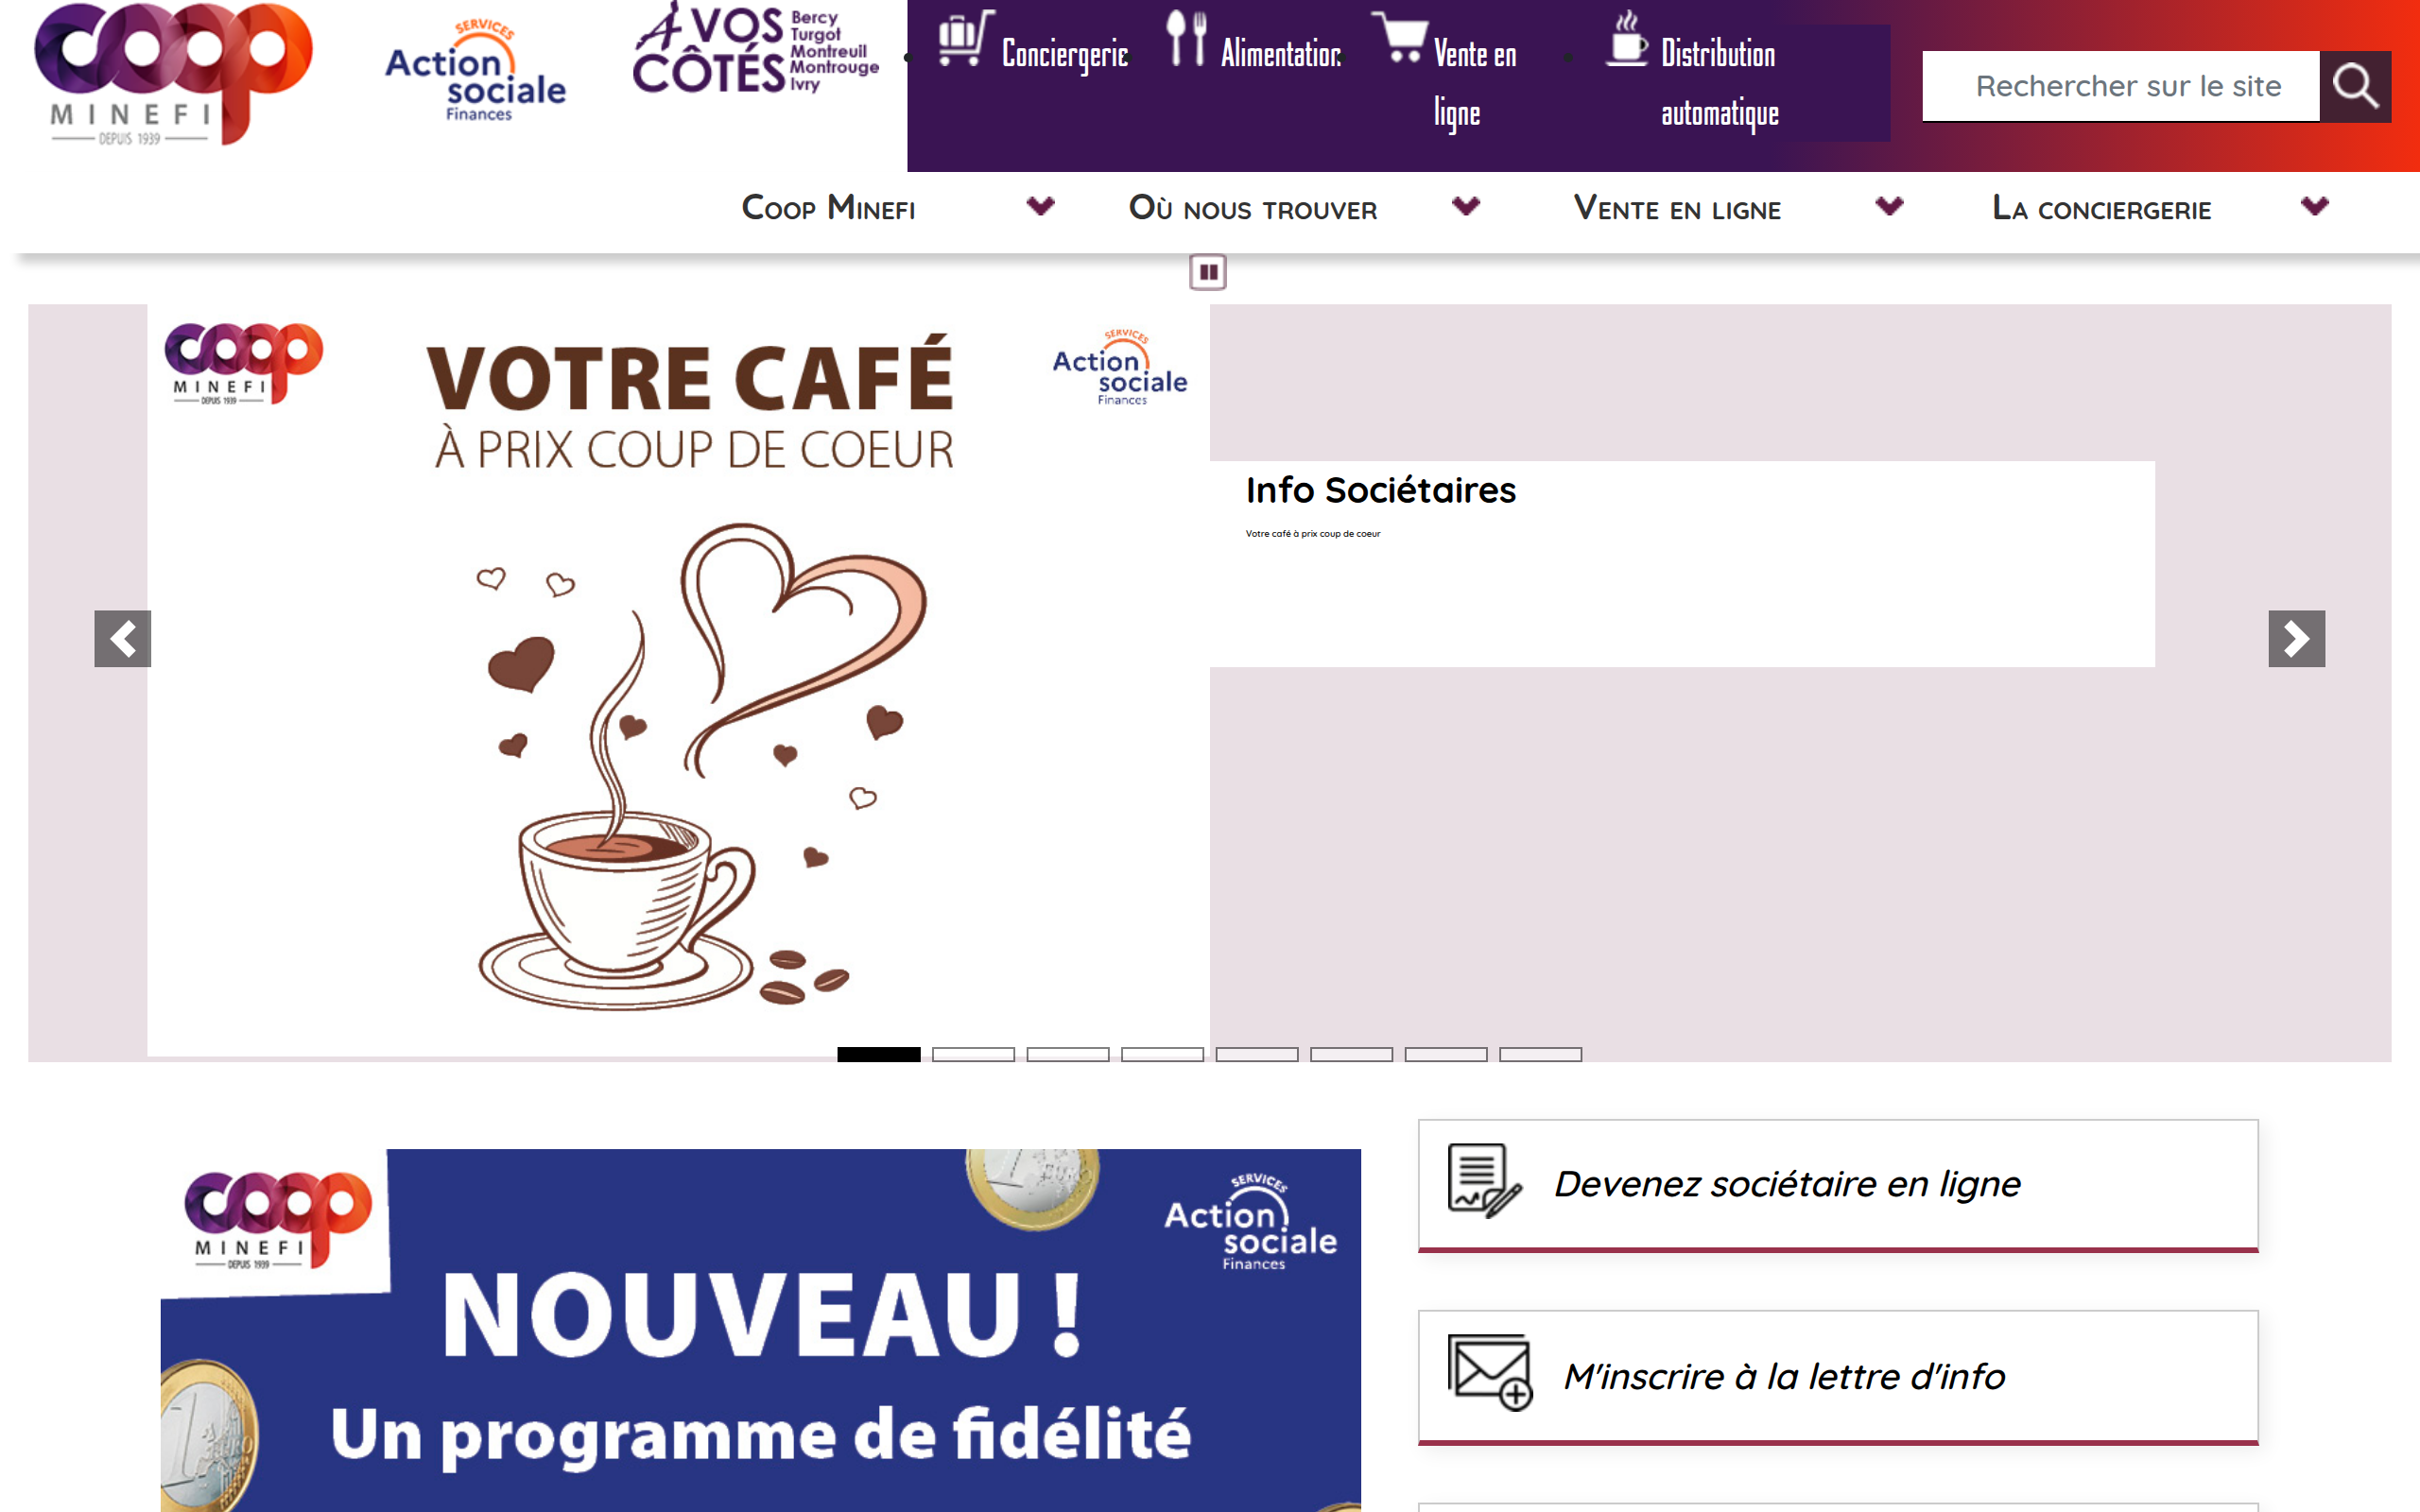 coop
MINEFI
DEPUIS 1939
SERVICES
Action
sociale
Finances
À VOS
CÔTÉS
Bercy
Turgot
Montreuil
Montrouge
Ivry
Conciergerie
Alimentation
Vente en
ligne
Distribution
automatique
Rechercher sur le site
Coop Minefi
Où nous trouver
Vente en ligne
La conciergerie
coop
MINEFI
DEPUIS 1939
VOTRE CAFÉ
À PRIX COUP DE COEUR
SERVICES
Action
sociale
Finances
Info Sociétaires
Votre café à prix coup de coeur
coop
MINEFI
DEPUIS 1939
SERVICES
Action
sociale
Finances
NOUVEAU !
Un programme de fidélité
Devenez sociétaire en ligne
M'inscrire à la lettre d'info